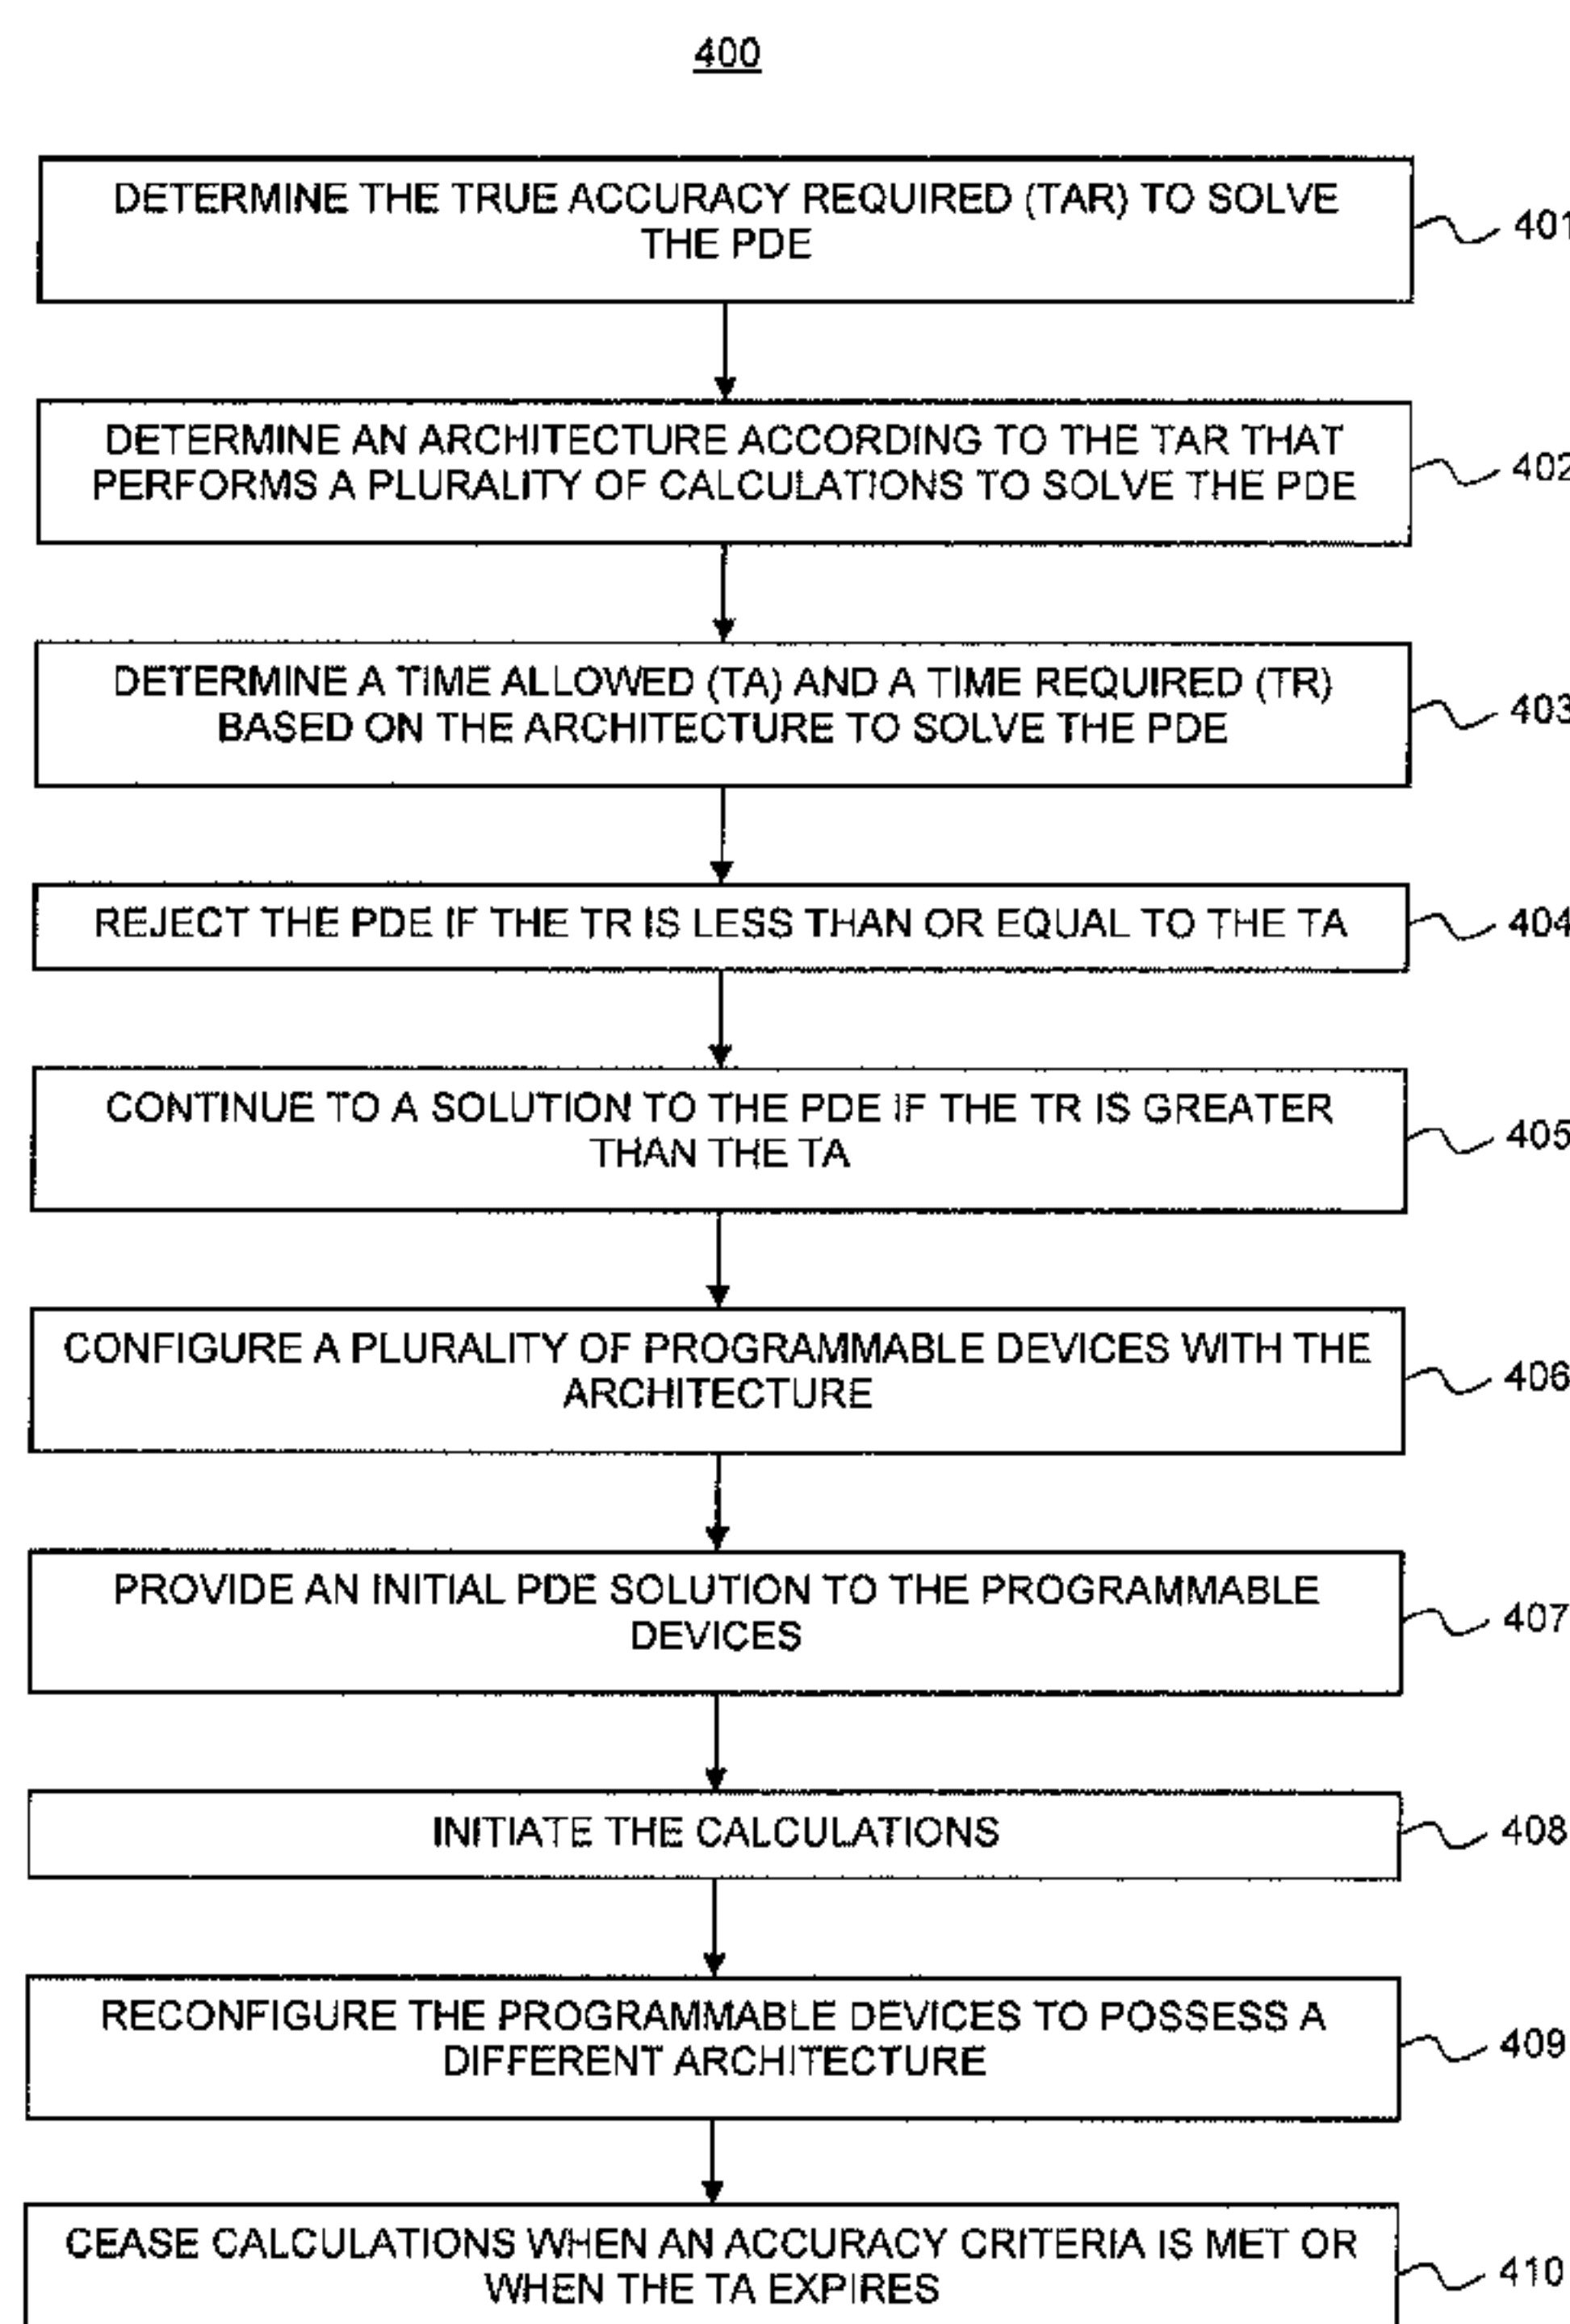 400
DETERMINE THE TRUE ACCURACY REQUIRED (TAR) TO SOLVE
THE PDE
401
DETERMINE AN ARCHITECTURE ACCORDING TO THE TAR THAT
PERFORMS A PLURALITY OF CALCULATIONS TO SOLVE THE PDE
402
DETERMINE A TIME ALLOWED (TA) AND A TIME REQUIRED (TR)
BASED ON THE ARCHITECTURE TO SOLVE THE PDE
403
REJECT THE PDE IF THE TR IS LESS THAN OR EQUAL TO THE TA
404
CONTINUE TO A SOLUTION TO THE PDE IF THE TR IS GREATER
THAN THE TA
405
CONFIGURE A PLURALITY OF PROGRAMMABLE DEVICES WITH THE
ARCHITECTURE
406
PROVIDE AN INITIAL PDE SOLUTION TO THE PROGRAMMABLE
DEVICES
407
INITIATE THE CALCULATIONS
408
RECONFIGURE THE PROGRAMMABLE DEVICES TO POSSESS A
DIFFERENT ARCHITECTURE
409
CEASE CALCULATIONS WHEN AN ACCURACY CRITERIA IS MET OR
WHEN THE TA EXPIRES
410